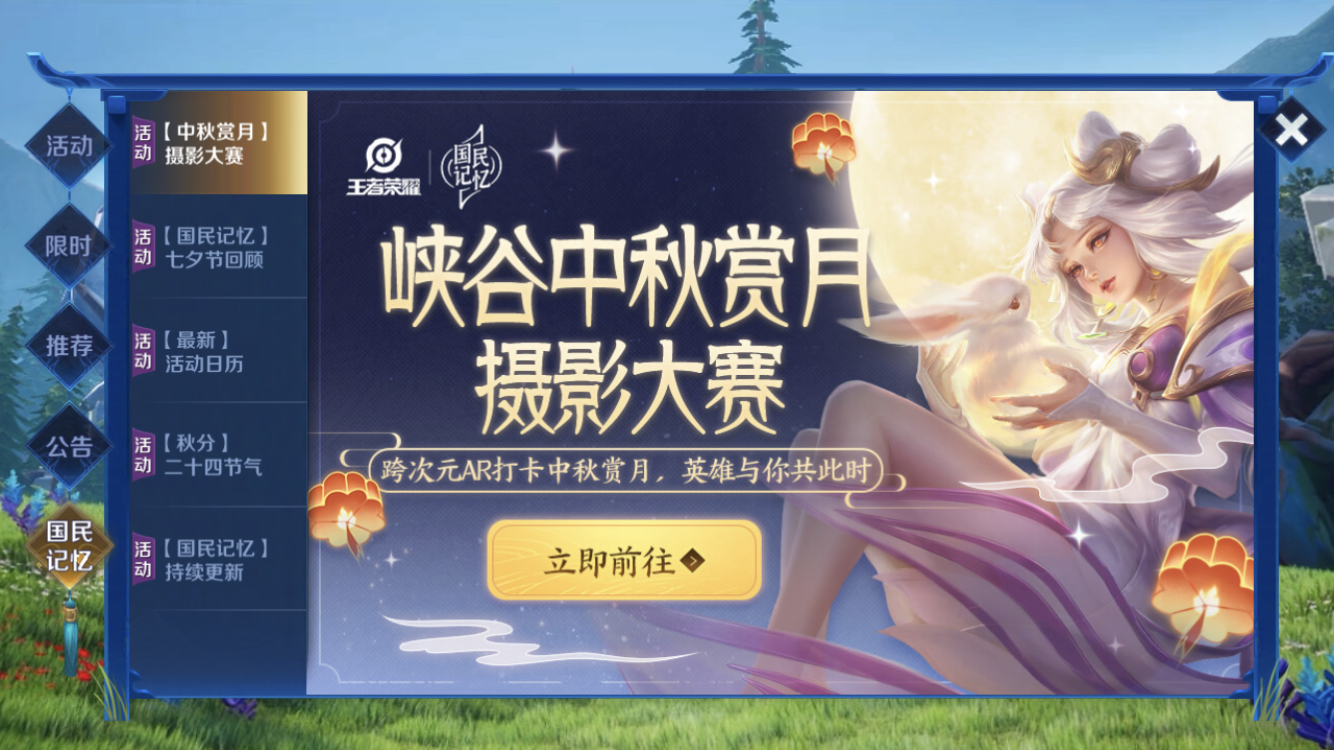 活动
限时
推荐
公告
国民
记忆
活动
【中秋赏月】
摄影大赛
活动
【国民记忆】
七夕节回顾
活动
【最新】
活动日历
活动
【秋分】
二十四节气
活动
【国民记忆】
持续更新
王者荣耀
国民
记忆
峡谷中秋赏月
摄影大赛
跨次元AR打卡中秋赏月，英雄与你共此时
立即前往